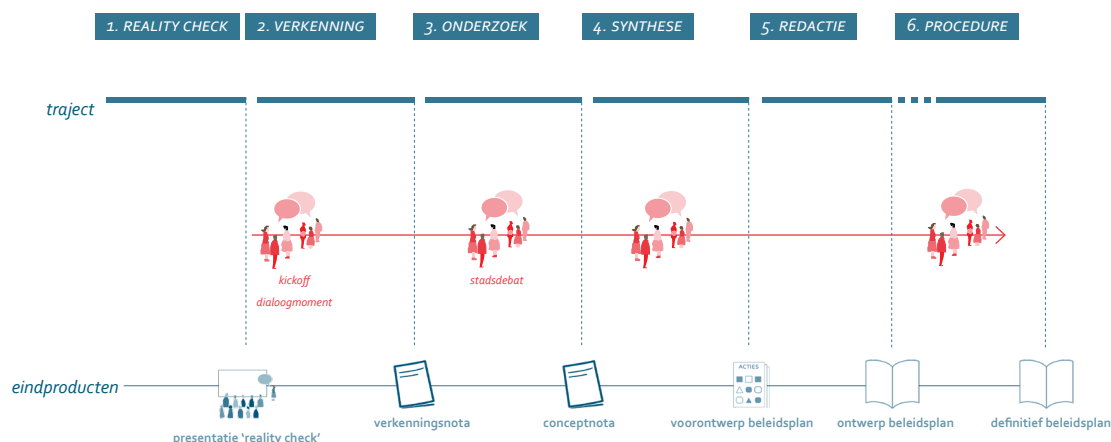 1. REALITY CHECK
2. VERKENNING
3. ONDERZOEK
4. SYNTHESE
5. REDACTIE
6. PROCEDURE
traject
kickoff
dialoogmoment
stadsdebat
eindproducten
ACTIES
presentatie ‘reality check’
verkenningsnota
conceptnota
voorontwerp beleidsplan
ontwerp beleidsplan
definitief beleidsplan